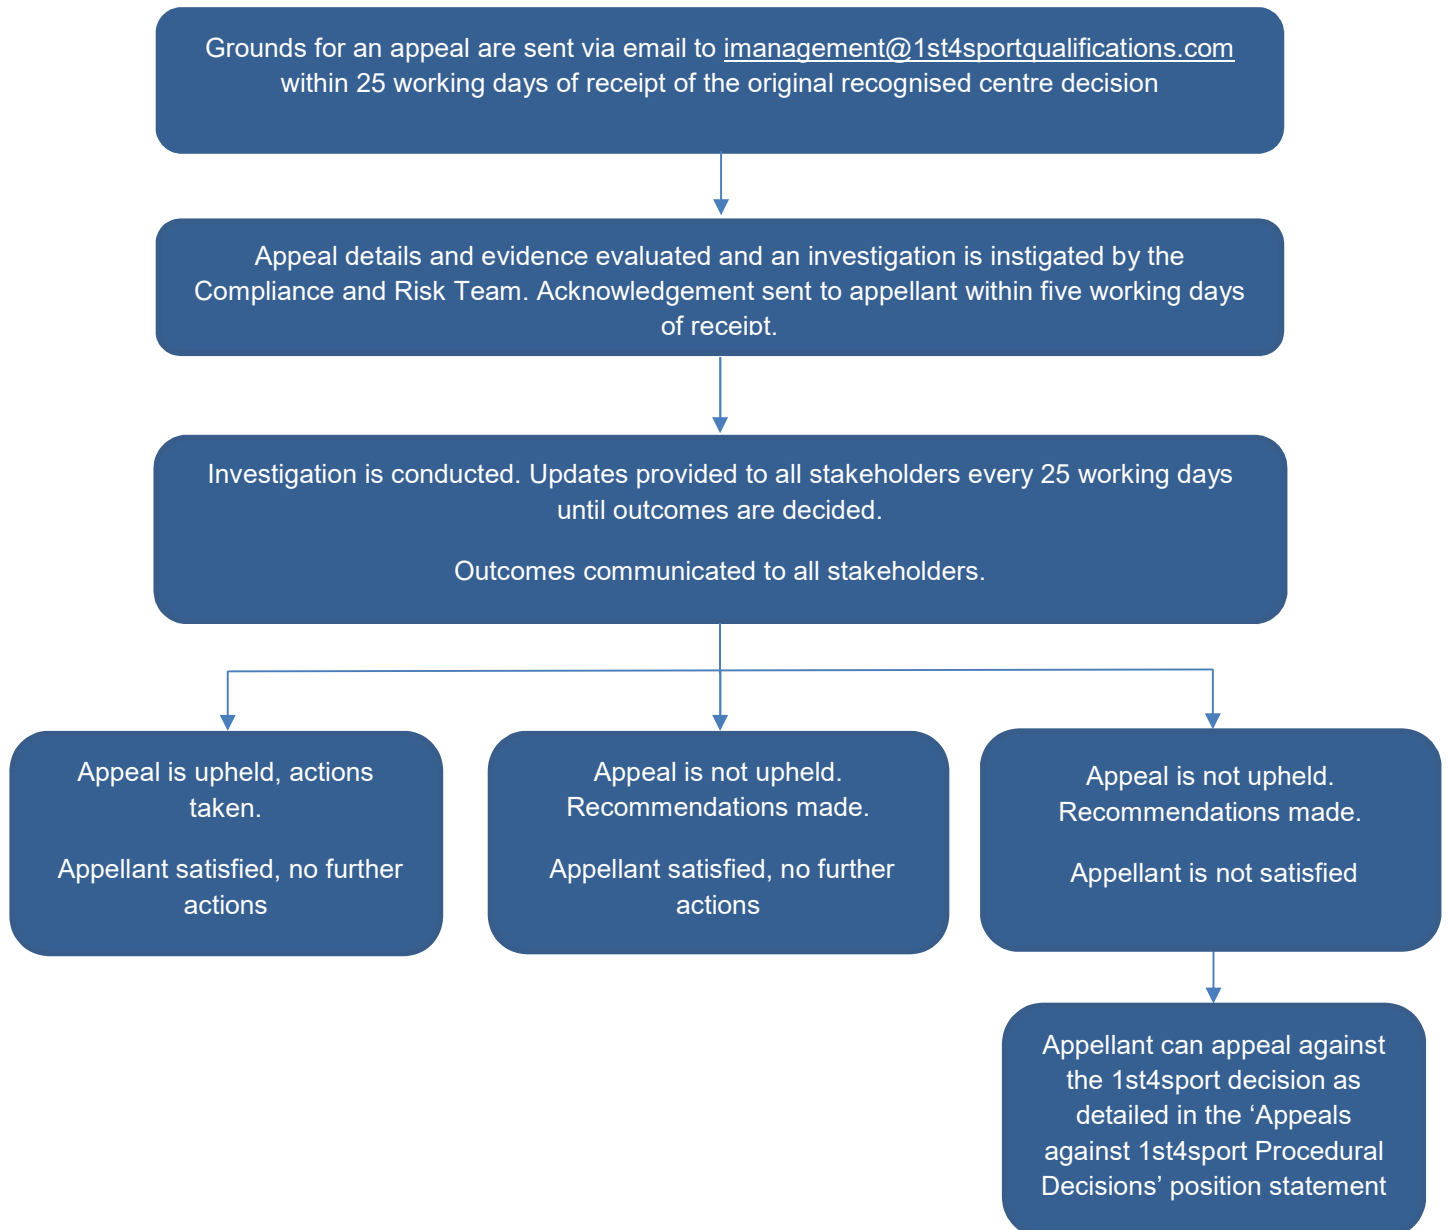 Grounds for an appeal are sent via email to imanagement@1st4sportqualifications.com
within 25 working days of receipt of the original recognised centre decision
Appeal details and evidence evaluated and an investigation is instigated by the
Compliance and Risk Team. Acknowledgement sent to appellant within five working days
of receipt.
Investigation is conducted. Updates provided to all stakeholders every 25 working days
until outcomes are decided.
Outcomes communicated to all stakeholders.
Appeal is upheld, actions
taken.
Appellant satisfied, no further
actions
Appeal is not upheld.
Recommendations made.
Appellant satisfied, no further
actions
Appeal is not upheld.
Recommendations made.
Appellant is not satisfied
Appellant can appeal against
the 1st4sport decision as
detailed in the ‘Appeals
against 1st4sport Procedural
Decisions’ position statement